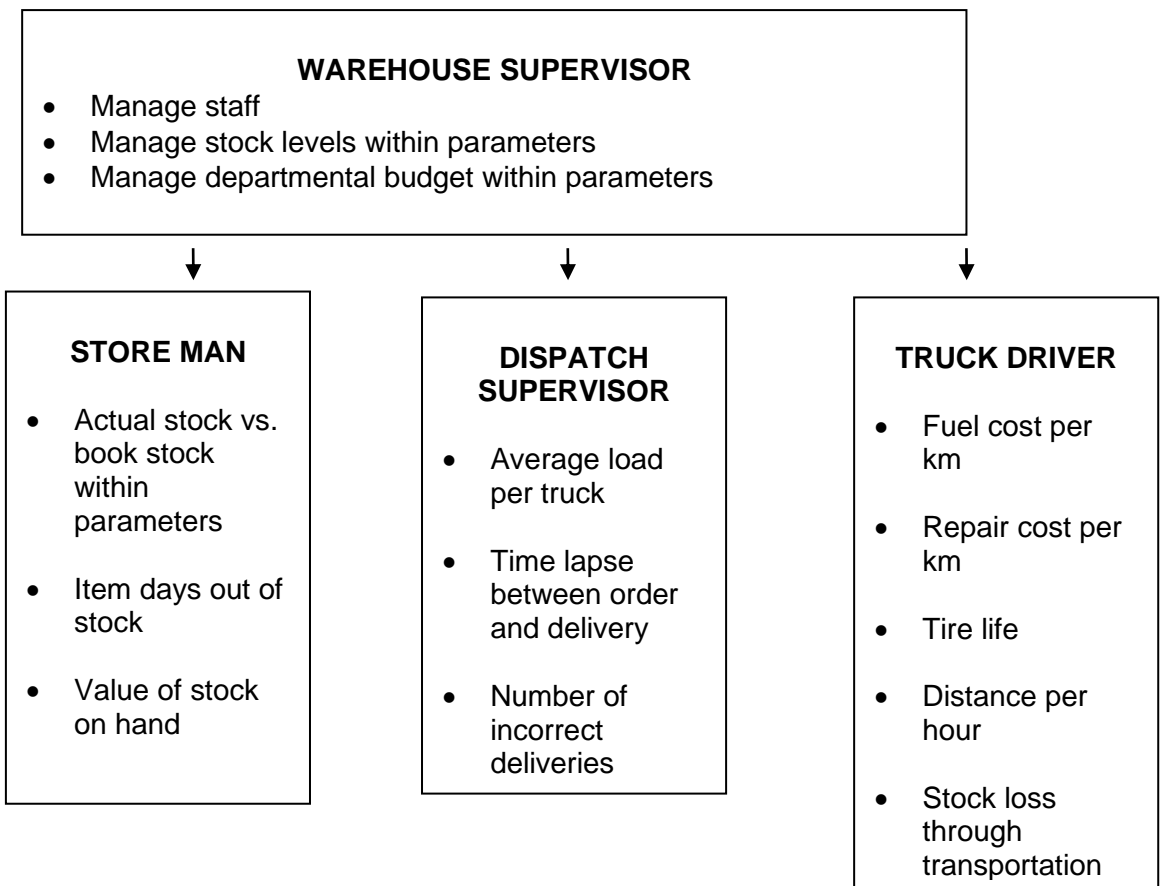 WAREHOUSE SUPERVISOR
• Manage staff
• Manage stock levels within parameters
• Manage departmental budget within parameters
STORE MAN
• Actual stock vs.
book stock
within
parameters
• Item days out of
stock
• Value of stock
on hand
DISPATCH
SUPERVISOR
• Average load
per truck
• Time lapse
between order
and delivery
• Number of
incorrect
deliveries
TRUCK DRIVER
• Fuel cost per
km
• Repair cost per
km
• Tire life
• Distance per
hour
• Stock loss
through
transportation